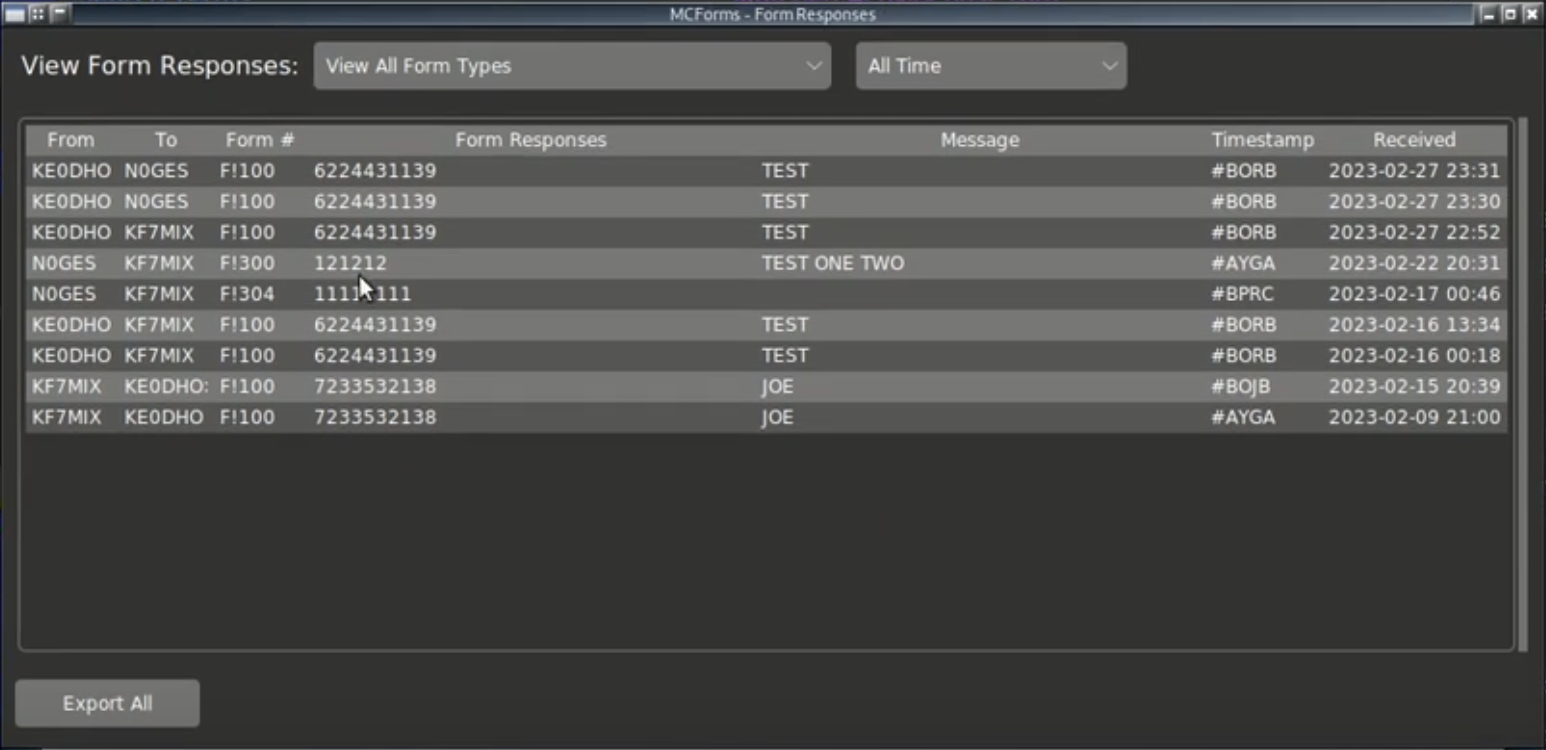 MCForms - Form Responses
View Form Responses: View All Form Types All Time
From To Form # Form Responses Message Timestamp Received
KE0DHO N0GES F!100 6224431139 TEST #BORB 2023-02-27 23:31
KE0DHO N0GES F!100 6224431139 TEST #BORB 2023-02-27 23:30
KE0DHO KF7MIX F!100 6224431139 TEST #BORB 2023-02-27 22:52
N0GES KF7MIX F!300 121212 TEST ONE TWO #AYGA 2023-02-22 20:31
N0GES KF7MIX F!304 #BPRC 2023-02-17 00:46
KE0DHO KF7MIX F!100 6224431139 TEST #BORB 2023-02-16 13:34
KE0DHO KF7MIX F!100 6224431139 TEST #BORB 2023-02-16 00:18
KF7MIX KE0DHO: F!100 7233532138 JOE #BOJB 2023-02-15 20:39
KF7MIX KE0DHO F!100 7233532138 JOE #AYGA 2023-02-09 21:00
Export All